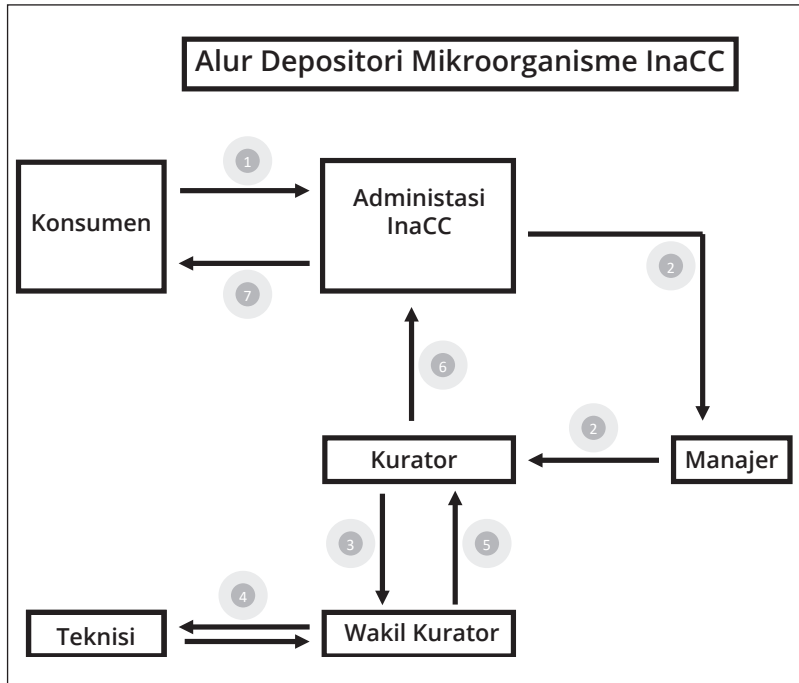 Alur Depositori Mikroorganisme InaCC
1
Konsumen
Administasi
InaCC
7
2
6
Kurator
2
Manajer
3
5
4
Teknisi
Wakil Kurator